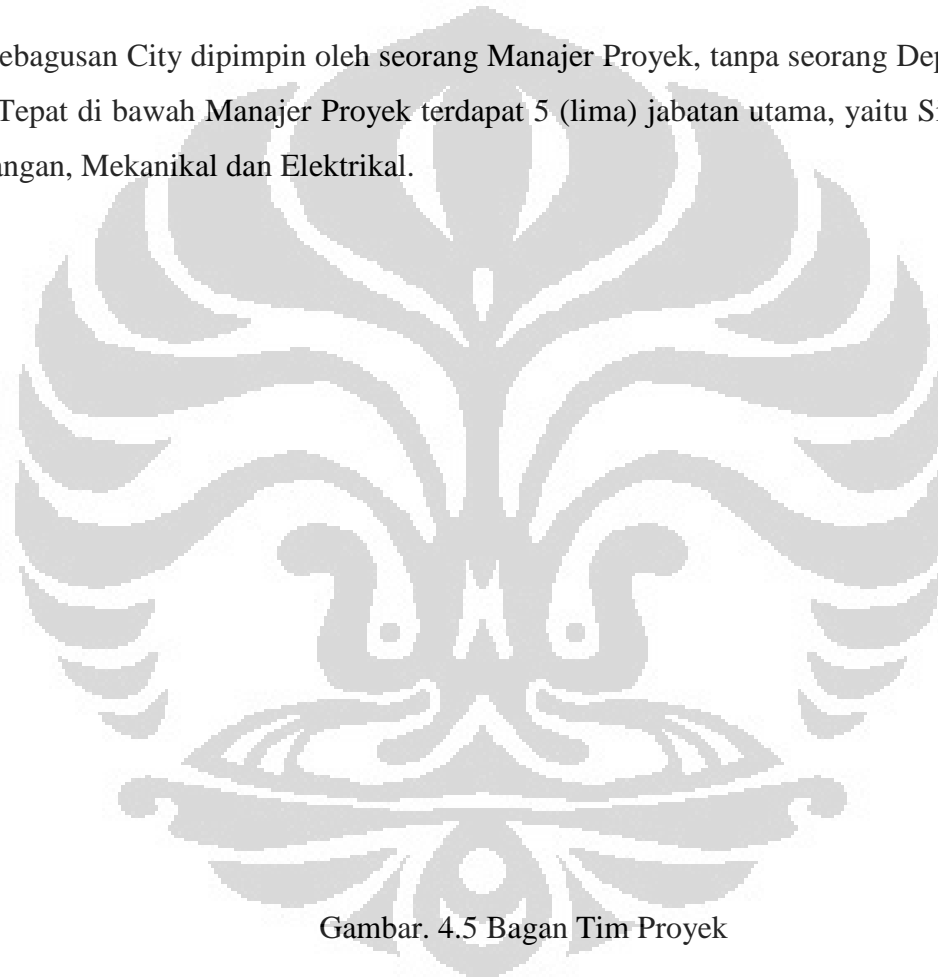 ebagusan City dipimpin oleh seorang Manajer Proyek, tanpa seorang Dep
Tepat di bawah Manajer Proyek terdapat 5 (lima) jabatan utama, yaitu
angan, Mekanikal dan Elektrikal.
Gambar. 4.5 Bagan Tim Proyek